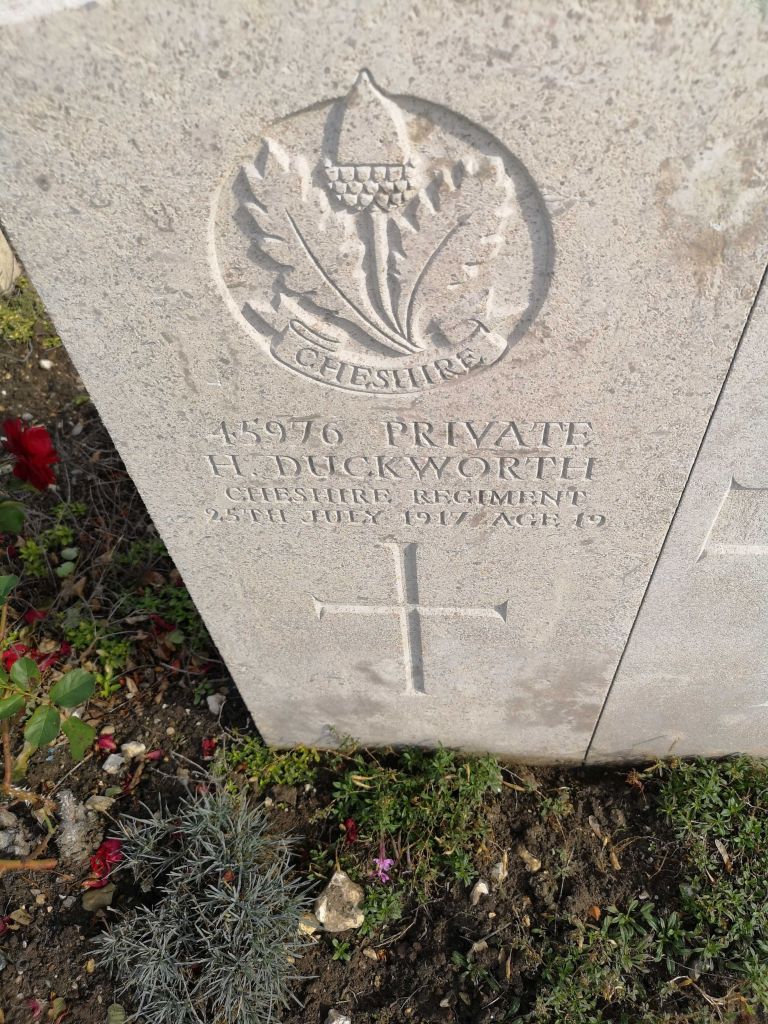 CHESHIRE
45976 PRIVATE
H. DUCKWORTH
CHESHIRE REGIMENT
25TH JULY 1917 AGE 19